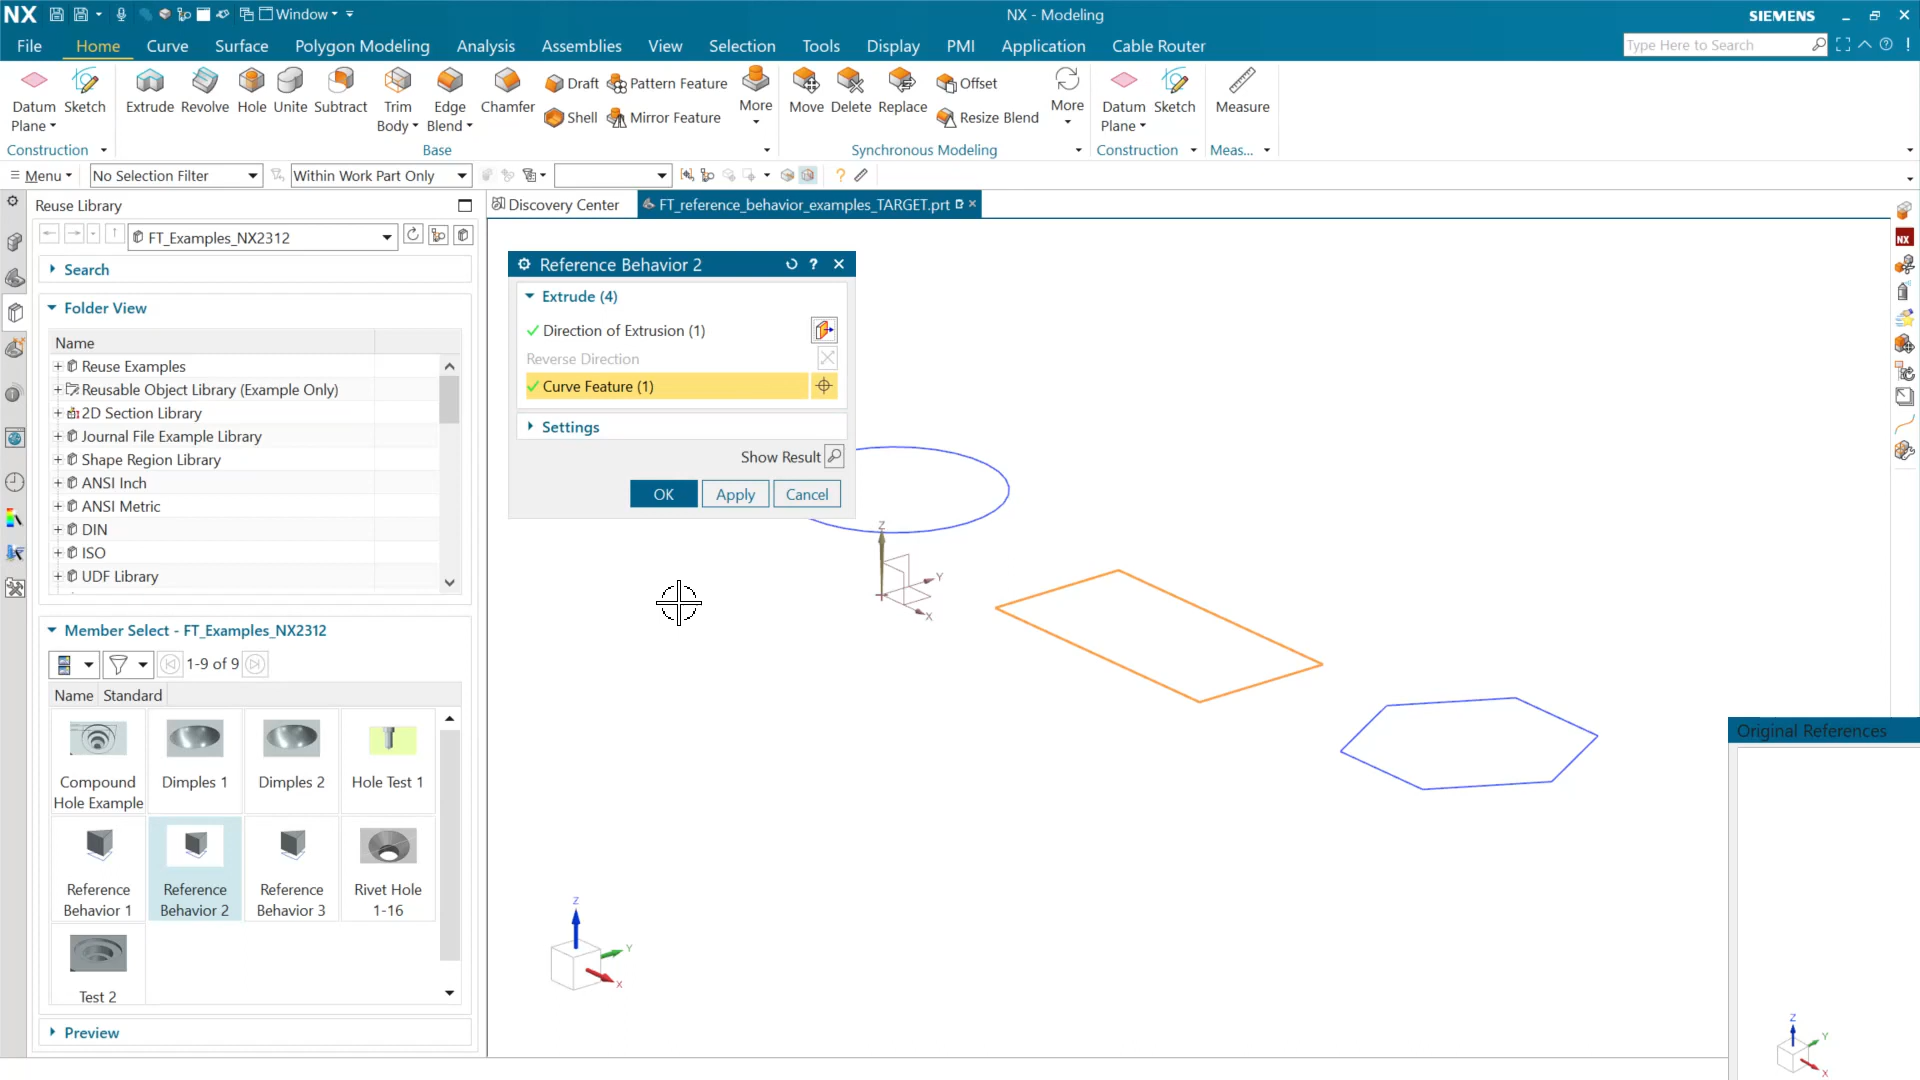 NX Window NX - Modeling SIEMENS
File Home Curve Surface Polygon Modeling Analysis Assemblies View Selection Tools Display PMI Application Cable Router Type Here to Search
Datum Plane Sketch Extrude Revolve Hole Unite Subtract Trim Body Edge Blend Chamfer Draft Pattern Feature More Move Delete Replace Offset More Datum Plane Sketch Measure
Shell Mirror Feature Resize Blend
Construction Base Synchronous Modeling Construction Meas...
Menu No Selection Filter Within Work Part Only
Reuse Library Discovery Center FT_reference_behavior_examples_TARGET.prt
FT_Examples_NX2312
Search
Folder View
Name
Reuse Examples
Reusable Object Library (Example Only)
2D Section Library
Journal File Example Library
Shape Region Library
ANSI Inch
ANSI Metric
DIN
ISO
UDF Library
Member Select - FT_Examples_NX2312
1-9 of 9
Name Standard
Compound Hole Example
Dimples 1
Dimples 2
Hole Test 1
Reference Behavior 1
Reference Behavior 2
Reference Behavior 3
Rivet Hole 1-16
Test 2
Preview
Reference Behavior 2
Extrude (4)
Direction of Extrusion (1)
Reverse Direction
Curve Feature (1)
Settings
Show Result
OK Apply Cancel
Z
Y
X
Z
Y
X
Original References
NX
Z
Y
X